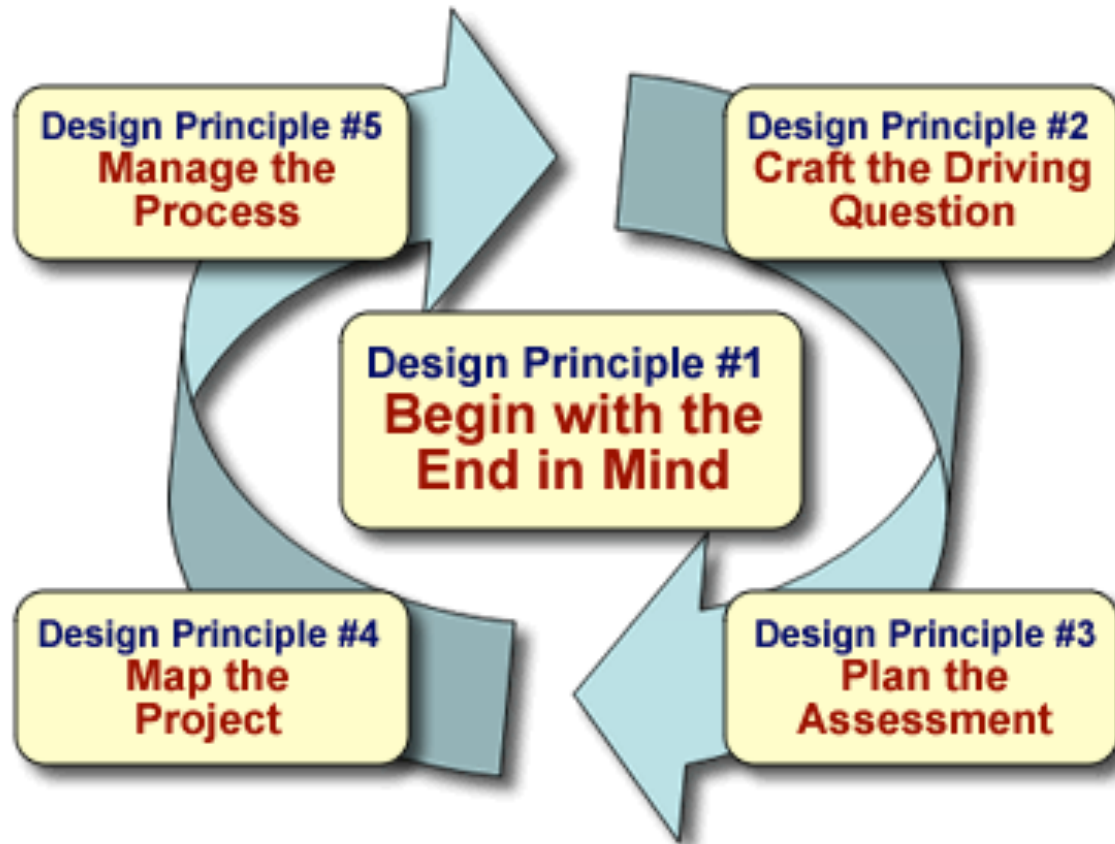 Design Principle #5
Manage the
Process
Design Principle #2
Craft the Driving
Question
Design Principle #1
Begin with the
End in Mind
Design Principle #4
Map the
Project
Design Principle #3
Plan the
Assessment